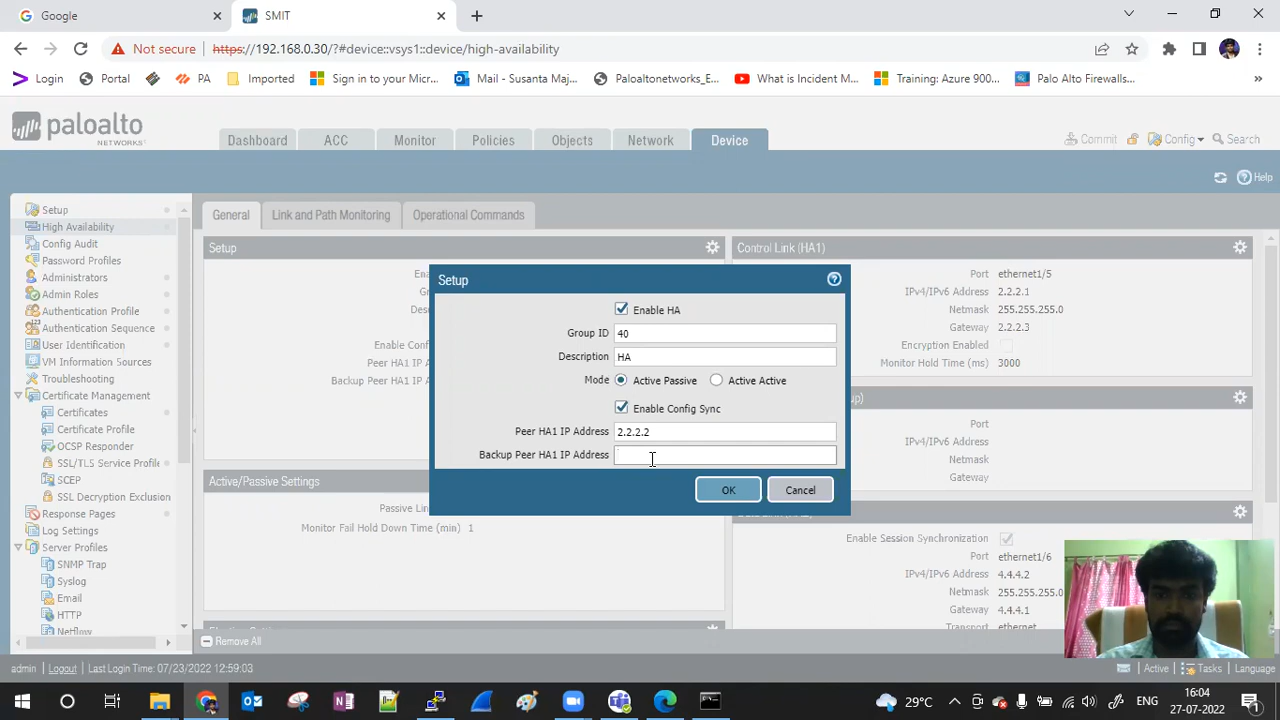 Google
SMIT
Not secure
https://192.168.0.30/?#device::vsys1::device/high-availability
Login
Portal
PA
Imported
Sign in to your Micr...
Mail - Susanta Maj...
Paloaltonetworks_E...
What is Incident M...
Training: Azure 900...
Palo Alto Firewalls...
paloalto
NETWORKS
Dashboard
ACC
Monitor
Policies
Objects
Network
Device
Commit
Config
Search
Help
Setup
High Availability
Config Audit
Password Profiles
Administrators
Admin Roles
Authentication Profile
Authentication Sequence
User Identification
VM Information Sources
Troubleshooting
Certificate Management
Certificates
Certificate Profile
OCSP Responder
SSL/TLS Service Profile
SCEP
SSL Decryption Exclusion
Response Pages
Log Settings
Server Profiles
SNMP Trap
Syslog
Email
HTTP
Netflow
General
Link and Path Monitoring
Operational Commands
Setup
Enable Conf
Peer HA1 IP
Backup Peer HA1 IP
Active/Passive Settings
Passive Lin
Monitor Fail Hold Down Time (min) 1
Remove All
Setup
Enable HA
Group ID 40
Description HA
Mode Active Passive Active Active
Enable Config Sync
Peer HA1 IP Address 2.2.2.2
Backup Peer HA1 IP Address
OK
Cancel
Control Link (HA1)
Port ethernet1/5
IPv4/IPv6 Address 2.2.2.1
Netmask 255.255.255.0
Gateway 2.2.2.3
Encryption Enabled
Monitor Hold Time (ms) 3000
Port
IPv4/IPv6 Address
Netmask
Gateway
Enable Session Synchronization
Port ethernet1/6
IPv4/IPv6 Address 4.4.4.2
Netmask 255.255.255.0
Gateway 4.4.4.1
Transport ethernet
admin
Logout
Last Login Time: 07/23/2022 12:59:03
Active
Tasks
Language
29°C
ENG
16:04
27-07-2022